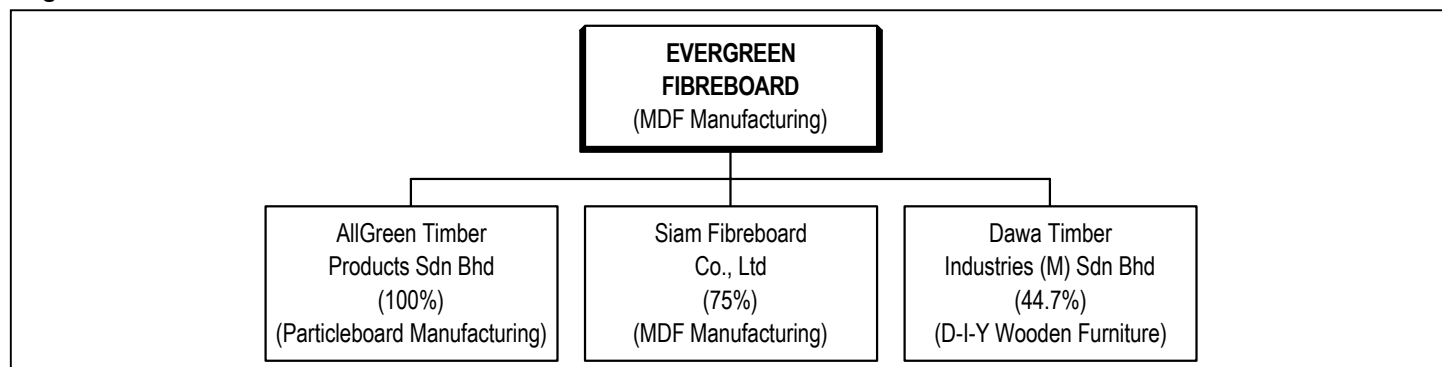 EVERGREEN
FIBREBOARD
(MDF Manufacturing)
AllGreen Timber
Products Sdn Bhd
(100%)
(Particleboard Manufacturing)
Siam Fibreboard
Co., Ltd
(75%)
(MDF Manufacturing)
Dawa Timber
Industries (M) Sdn Bhd
(44.7%)
(D-I-Y Wooden Furniture)